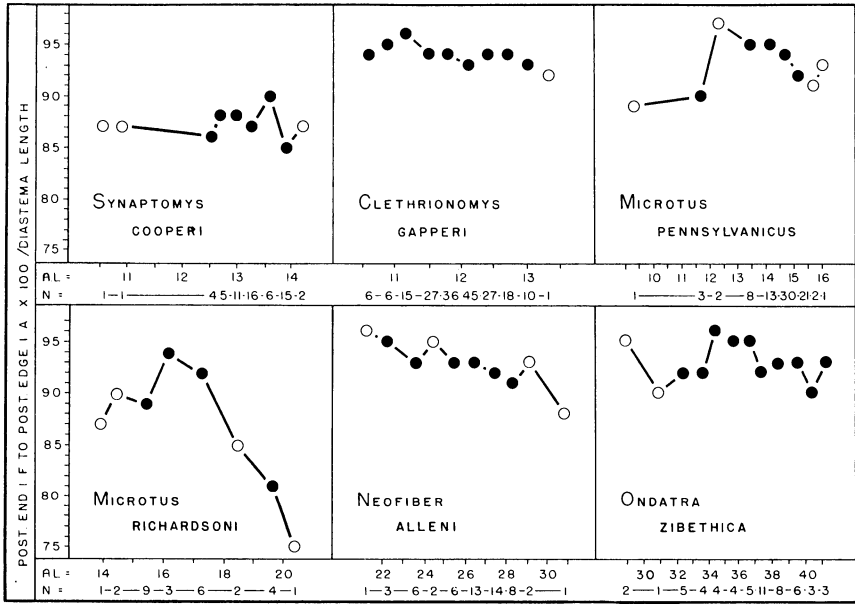 POST. END I F TO POST EDGE I A X 100 / DIASTEMA LENGTH
95
90
85
80
75
SYNAPTOMYS
COOPERI
CLETHRIONOMYS
GAPPERI
MICROTUS
PENNSYLVANICUS
AL = 11 12 13 14 11 12 13 10 11 12 13 14 15 16
N = 1-1 4·5·11·16·6·15·2 6-6-15-27·36 45·27·18·10-1 1 3-2 8·13·30·21·2·1
95
90
85
80
75
MICROTUS
RICHARDSONI
NEOFIBER
ALLENI
ONDATRA
ZIBETHICA
AL = 14 16 18 20 22 24 26 28 30 30 32 34 36 38 40
N = 1-2-9-3-6-2-4-1 1-3-6-2-6-13-14·8-2-1 2-1-5-4 4-4-5·11-8-6·3·3